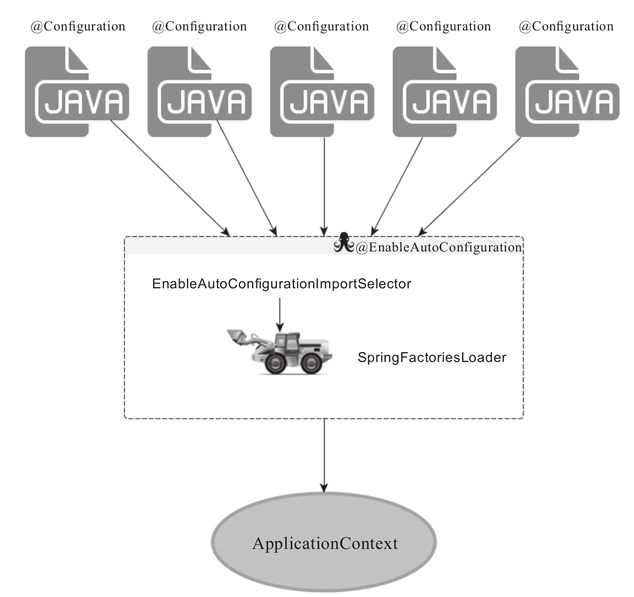 @Configuration @Configuration @Configuration @Configuration @Configuration
JAVA JAVA JAVA JAVA JAVA
@EnableAutoConfiguration
EnableAutoConfigurationImportSelector
SpringFactoriesLoader
ApplicationContext